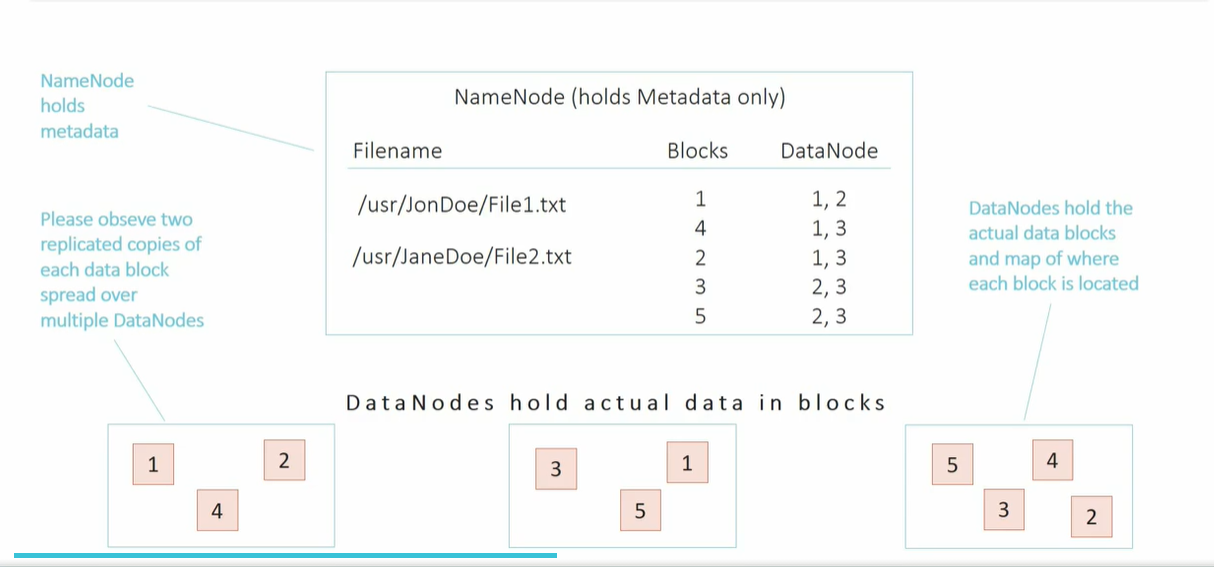 NameNode
holds
metadata
NameNode (holds Metadata only)
Filename Blocks DataNode
/usr/JonDoe/File1.txt 1 1, 2
4 1, 3
/usr/JaneDoe/File2.txt 2 1, 3
3 2, 3
5 2, 3
Please obseve two
replicated copies of
each data block
spread over
multiple DataNodes
DataNodes hold the
actual data blocks
and map of where
each block is located
DataNodes hold actual data in blocks
1 2
4
3 1
5
5 4
3 2